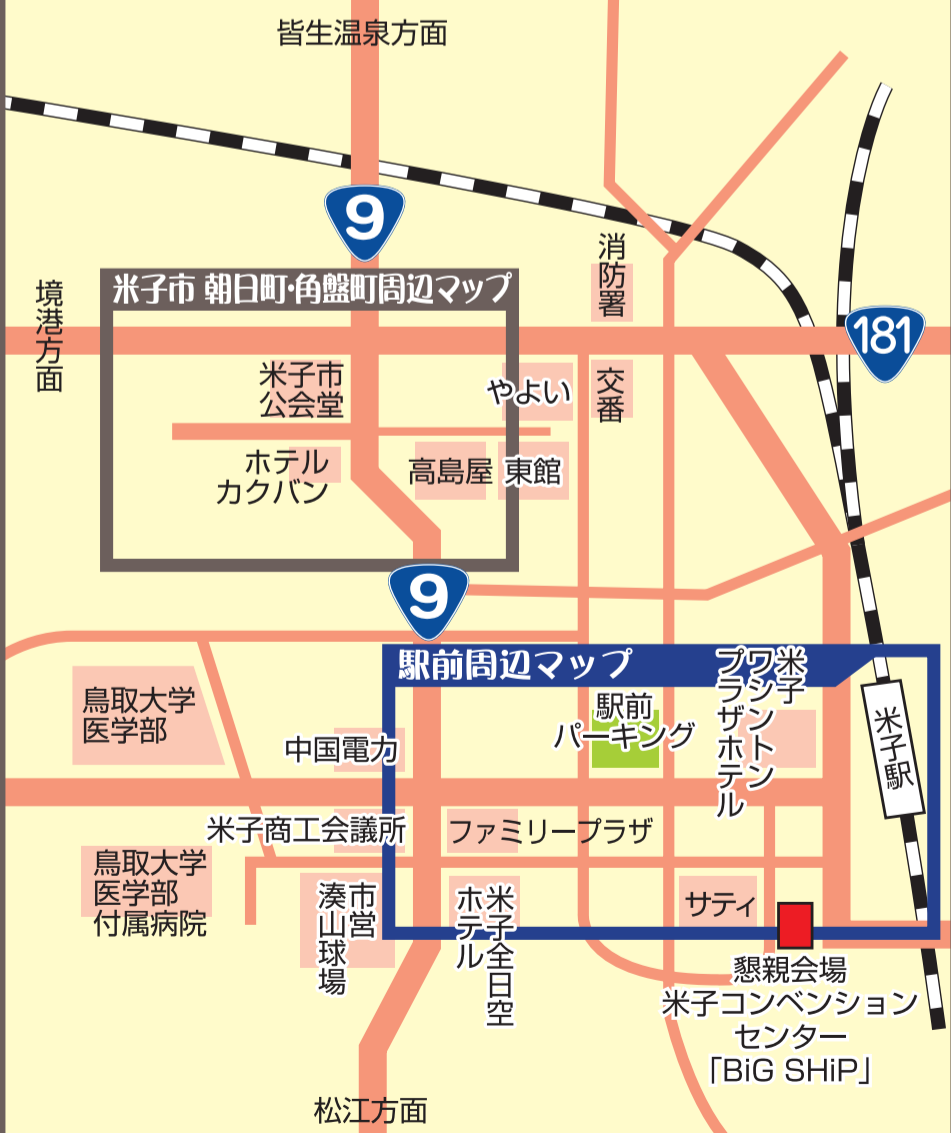 皆生温泉方面
9
消防署
米子市 朝日町・角盤町周辺マップ
境港方面
181
米子市
公会堂
やよい
交番
ホテル
カクバン
高島屋
東館
9
駅前周辺マップ
米子
ワシントン
プラザホテル
鳥取大学
医学部
駅前
パーキング
米子駅
中国電力
米子商工会議所
ファミリープラザ
鳥取大学
医学部
付属病院
市営
湊山球場
米子全日空
ホテル
サティ
懇親会場
米子コンベンション
センター
「BiG SHiP」
松江方面